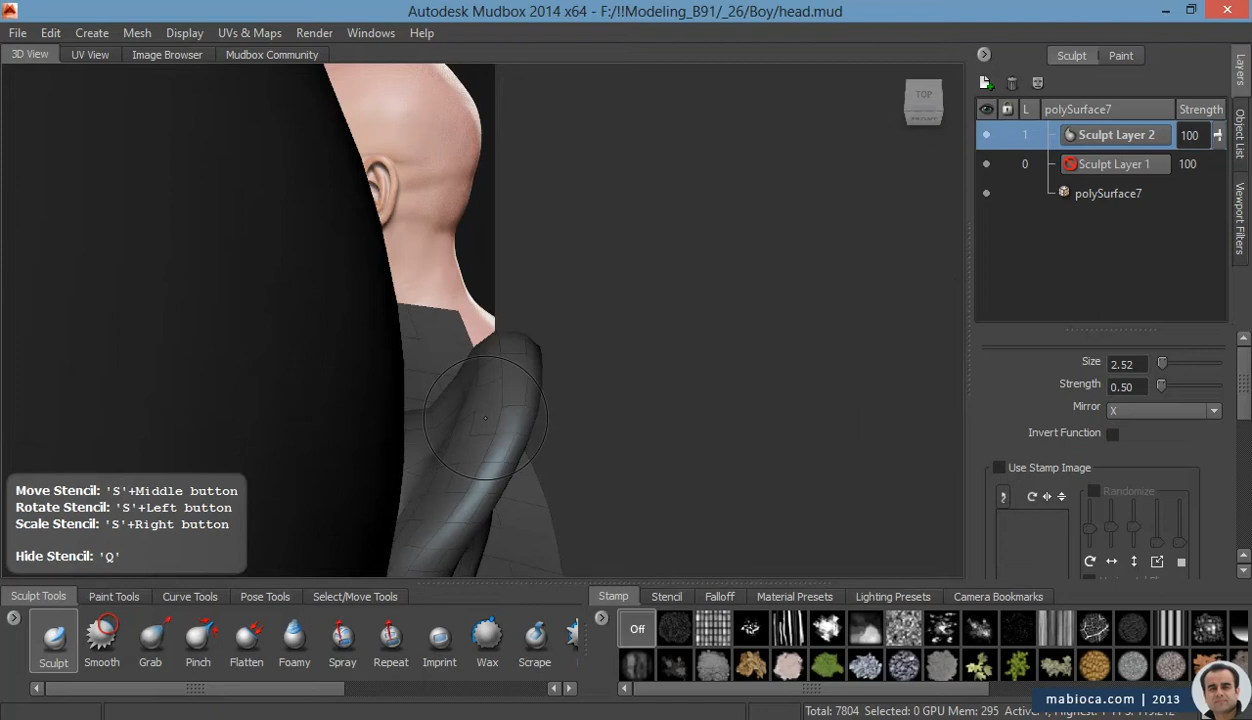 Autodesk Mudbox 2014 x64 - F:/!!Modeling_B91/_26/Boy/head.mud
File Edit Create Mesh Display UVs & Maps Render Windows Help
3D View UV View Image Browser Mudbox Community
Sculpt Paint
L polySurface7 Strength
1 Sculpt Layer 2 100
0 Sculpt Layer 1 100
polySurface7
Layers
Object List
Viewport Filters
TOP
FRONT
Size 2.52
Strength 0.50
Mirror X
Invert Function
Use Stamp Image
Randomize
Move Stencil: 'S'+Middle button
Rotate Stencil: 'S'+Left button
Scale Stencil: 'S'+Right button
Hide Stencil: 'Q'
Sculpt Tools Paint Tools Curve Tools Pose Tools Select/Move Tools
Stamp Stencil Falloff Material Presets Lighting Presets Camera Bookmarks
Off
Sculpt Smooth Grab Pinch Flatten Foamy Spray Repeat Imprint Wax Scrape
mabioca.com | 2013
Total: 7804 Selected: 0 GPU Mem: 295